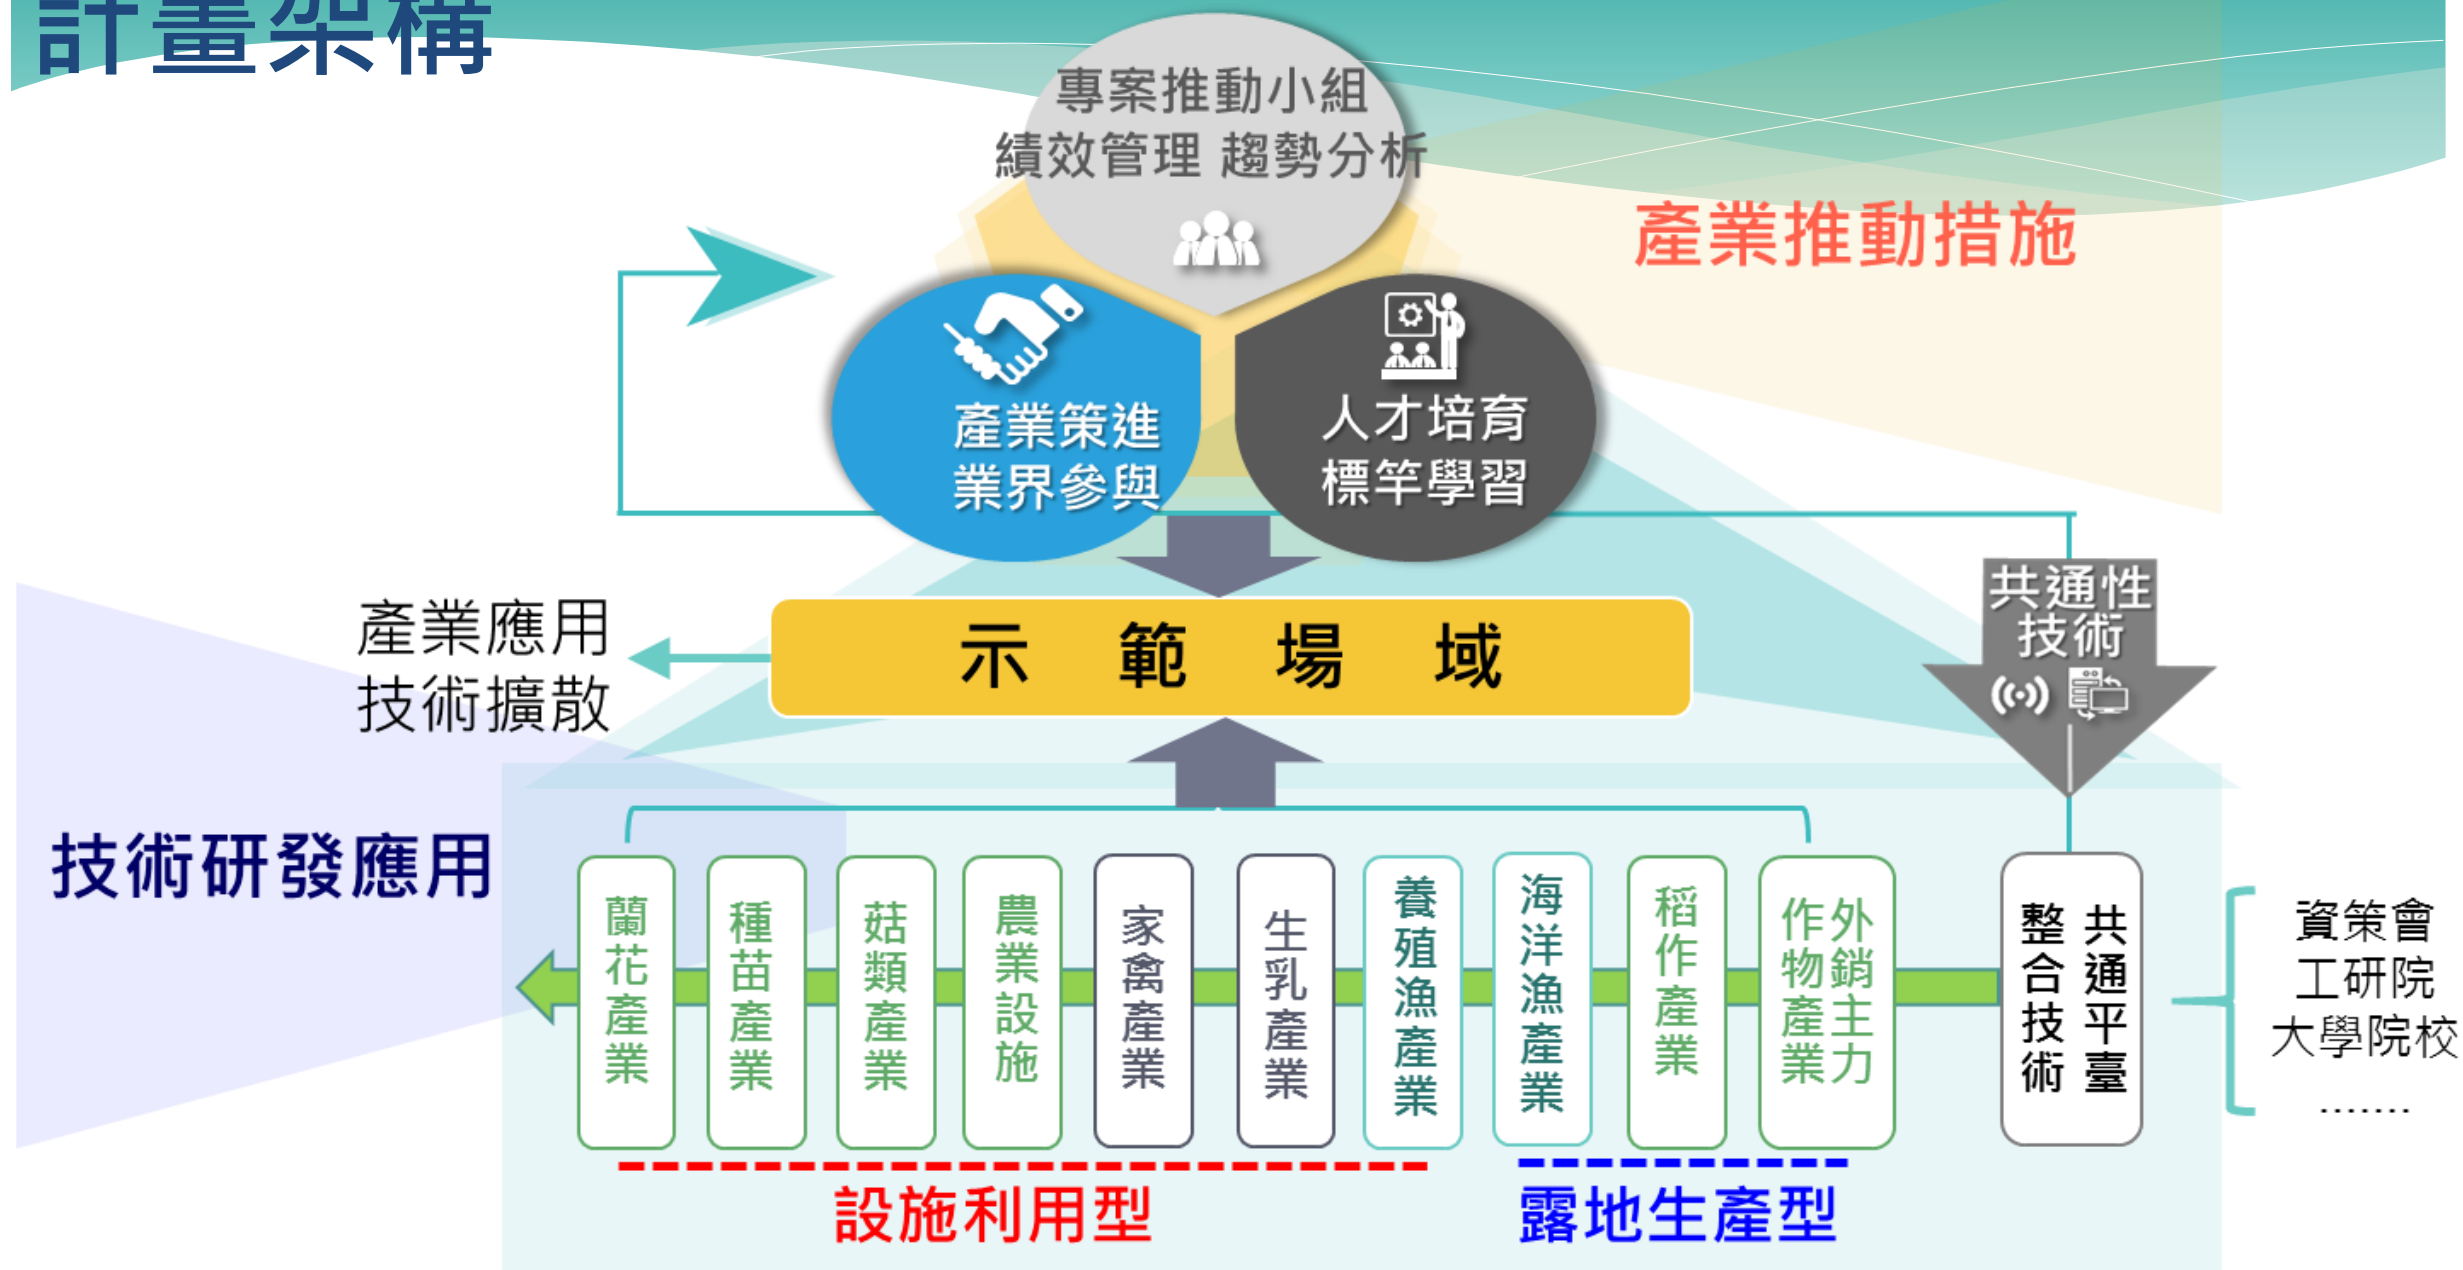 計畫架構
專案推動小組
績效管理 趨勢分析
產業推動措施
產業策進
業界參與
人才培育
標竿學習
共通性
技術
產業應用
技術擴散
示範場域
技術研發應用
蘭花產業
種苗產業
菇類產業
農業設施
家禽產業
生乳產業
養殖漁產業
海洋漁產業
稻作產業
外銷主力
作物產業
共通平臺
整合技術
資策會
工研院
大學院校
.......
設施利用型
露地生產型